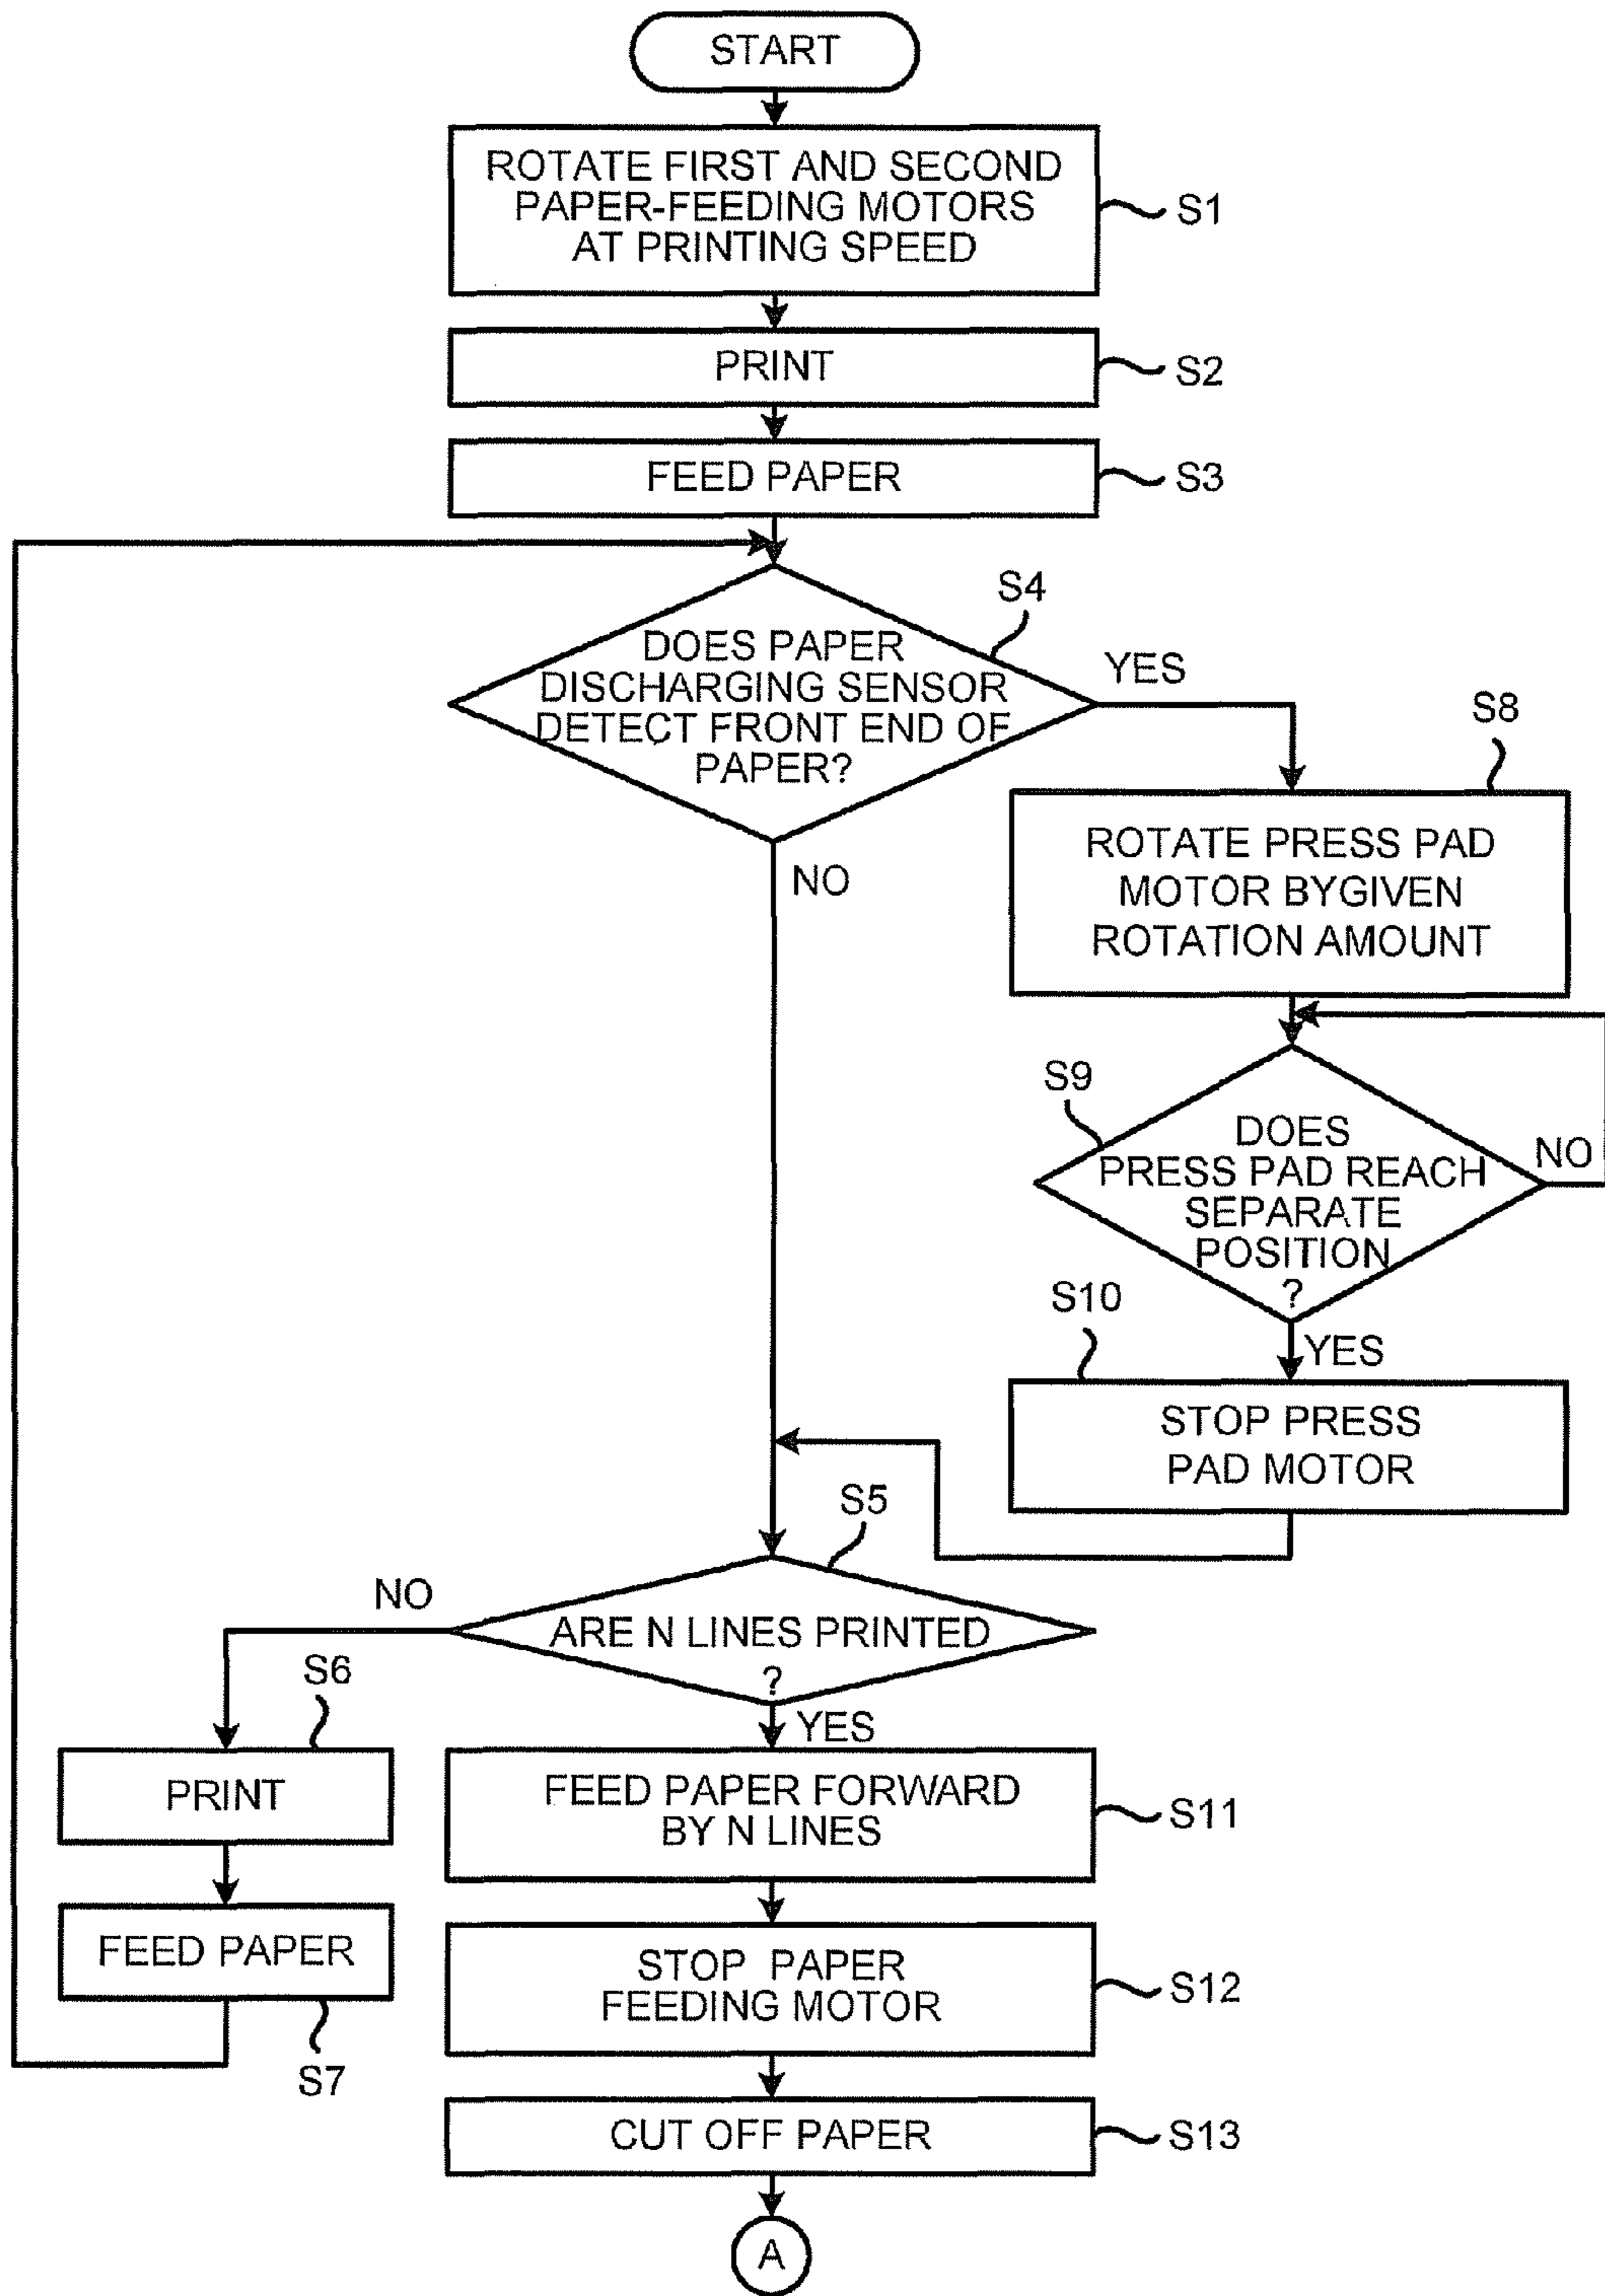 START
ROTATE FIRST AND SECOND
PAPER-FEEDING MOTORS
AT PRINTING SPEED
S1
PRINT
S2
FEED PAPER
S3
S4
DOES PAPER
DISCHARGING SENSOR
DETECT FRONT END OF
PAPER?
YES
NO
S8
ROTATE PRESS PAD
MOTOR BYGIVEN
ROTATION AMOUNT
S9
DOES
PRESS PAD REACH
SEPARATE
POSITION
?
NO
YES
S10
STOP PRESS
PAD MOTOR
S5
ARE N LINES PRINTED
?
NO
YES
S6
PRINT
FEED PAPER
S7
FEED PAPER FORWARD
BY N LINES
S11
STOP PAPER
FEEDING MOTOR
S12
CUT OFF PAPER
S13
A